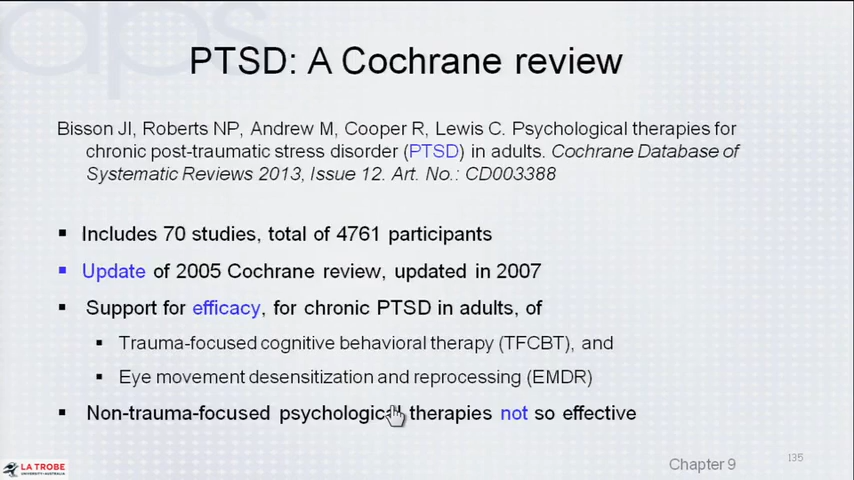 aps
PTSD: A Cochrane review
Bisson JI, Roberts NP, Andrew M, Cooper R, Lewis C. Psychological therapies for
chronic post-traumatic stress disorder (PTSD) in adults. Cochrane Database of
Systematic Reviews 2013, Issue 12. Art. No.: CD003388
▪ Includes 70 studies, total of 4761 participants
▪ Update of 2005 Cochrane review, updated in 2007
▪ Support for efficacy, for chronic PTSD in adults, of
▪ Trauma-focused cognitive behavioral therapy (TFCBT), and
▪ Eye movement desensitization and reprocessing (EMDR)
▪ Non-trauma-focused psychological therapies not so effective
LA TROBE
UNIVERSITY • AUSTRALIA
Chapter 9
135